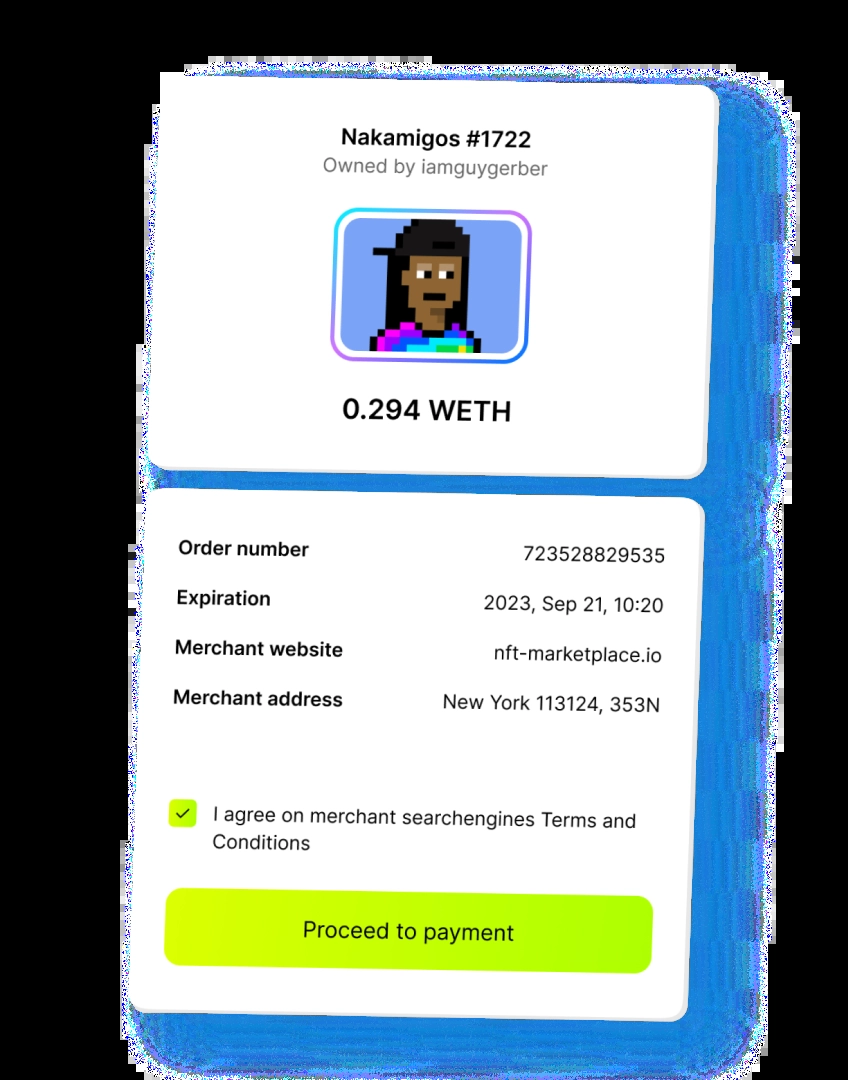 Nakamigos #1722
Owned by iamguygerber
0.294 WETH
Order number 723528829535
Expiration 2023, Sep 21, 10:20
Merchant website nft-marketplace.io
Merchant address New York 113124, 353N
I agree on merchant searchengines Terms and
Conditions
Proceed to payment